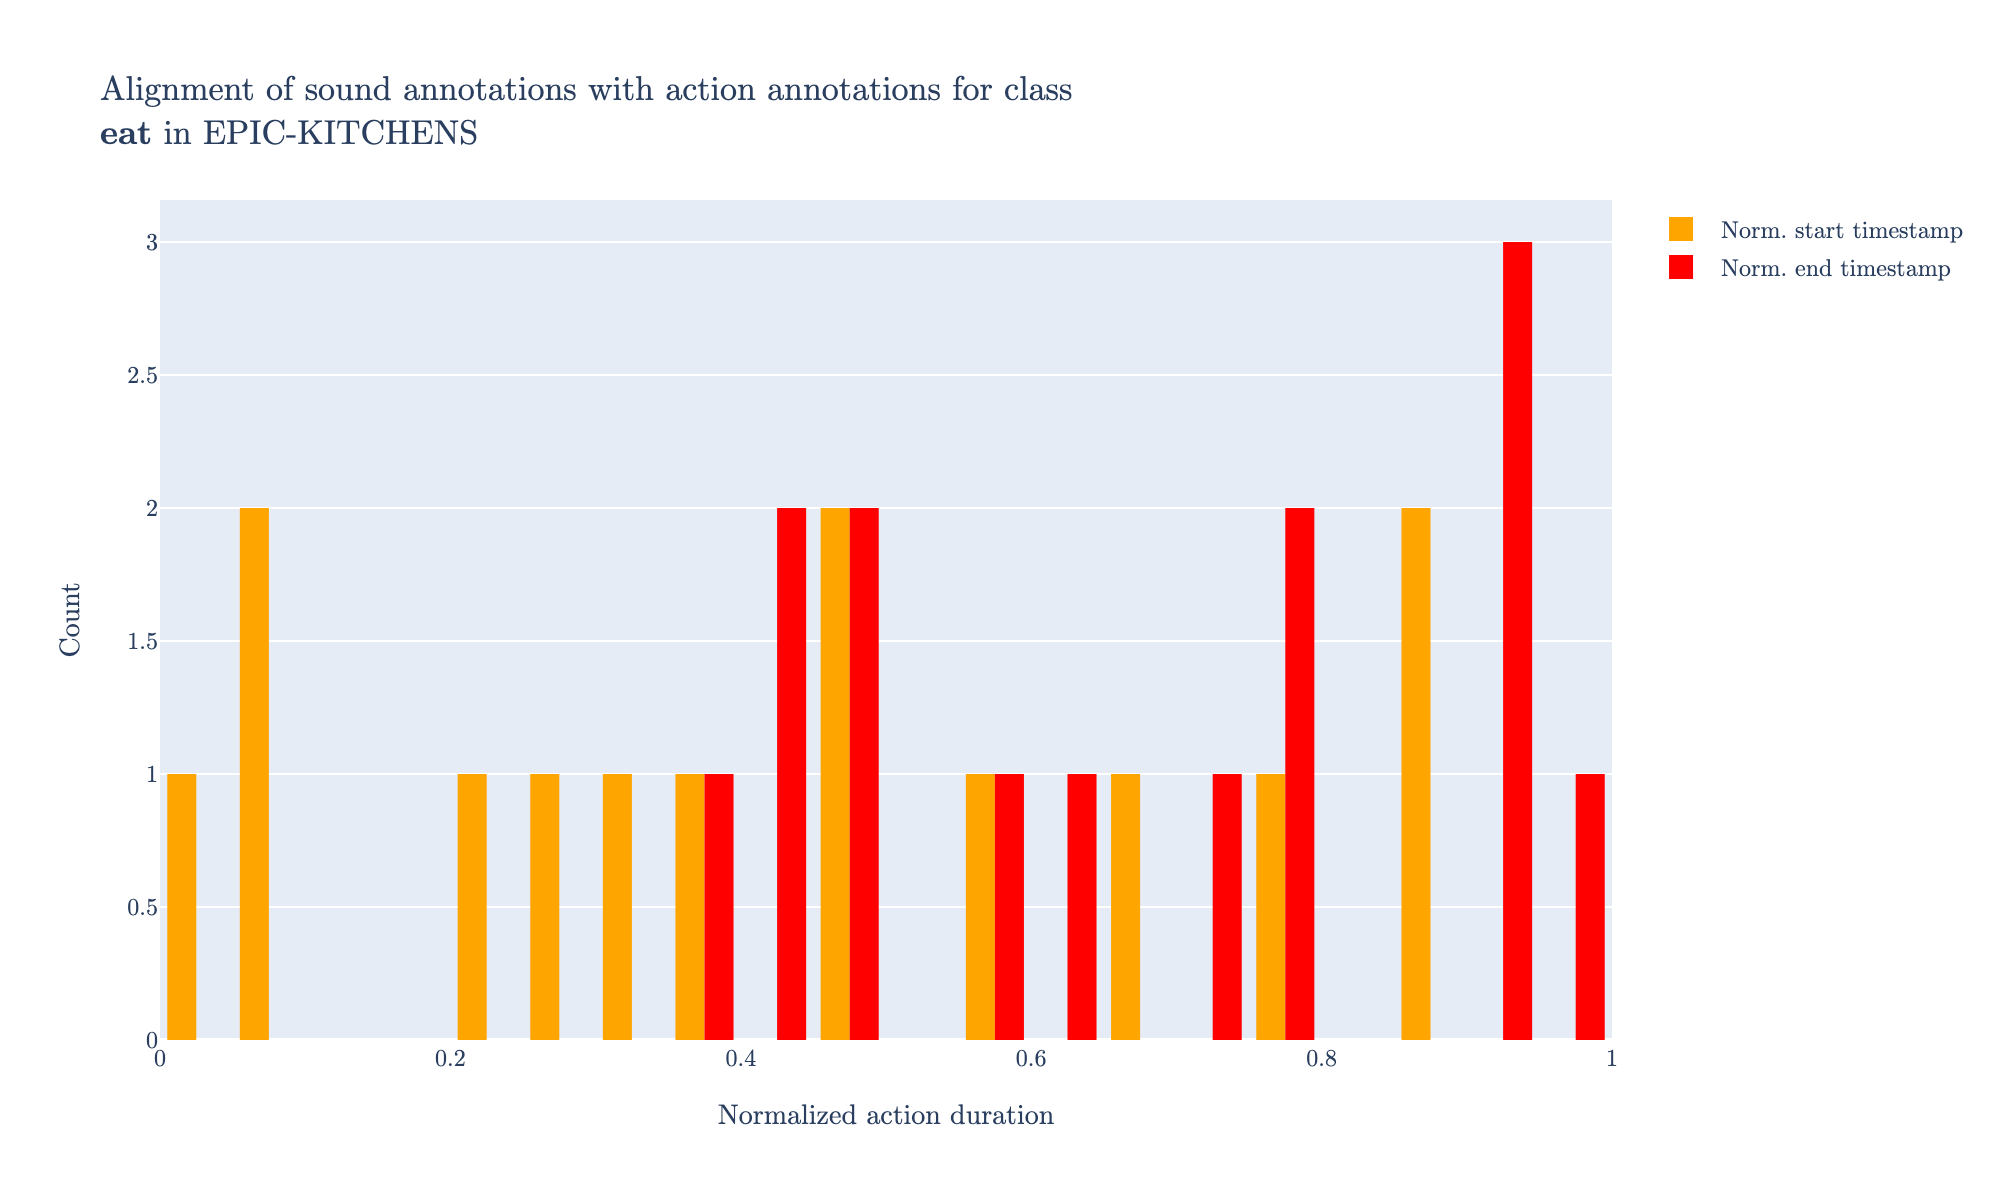 Alignment of sound annotations with action annotations for class
eat in EPIC-KITCHENS
Norm. start timestamp
Norm. end timestamp
3
2.5
2
1.5
1
0.5
0
Count
0 0.2 0.4 0.6 0.8 1
Normalized action duration